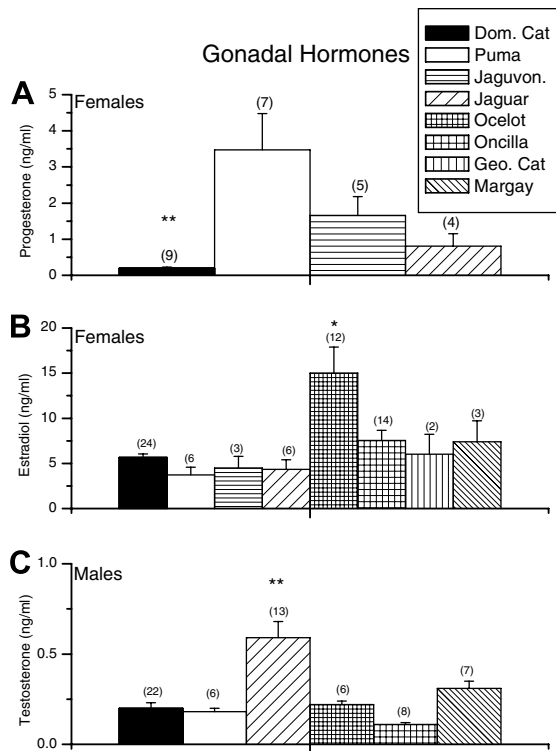 Gonadal Hormones
Dom. Cat
Puma
Jaguvon.
Jaguar
Ocelot
Oncilla
Geo. Cat
Margay
A
Females
Progesterone (ng/ml)
5
4
3
2
1
0
**
(9)
(7)
(5)
(4)
B
Females
Estradiol (ng/ml)
20
15
10
5
0
(24)
(6
(3)
(6)
*
(12)
(14)
(2)
(3)
C
Males
Testosterone (ng/ml)
1.0
0.5
0.0
(22)
(6)
**
(13)
(6)
(8)
(7)